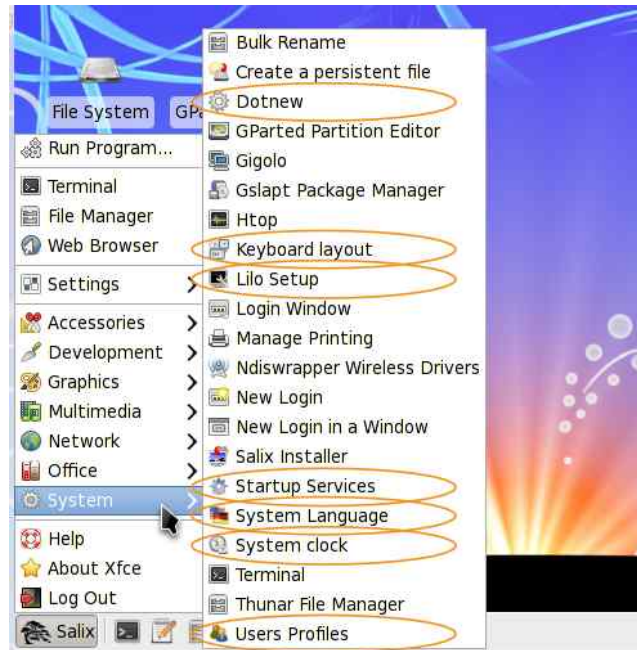 File System
GPa
Run Program...
Terminal
File Manager
Web Browser
Settings
Accessories
Development
Graphics
Multimedia
Network
Office
System
Help
About Xfce
Log Out
Salix
Bulk Rename
Create a persistent file
Dotnew
GParted Partition Editor
Gigolo
Gslapt Package Manager
Htop
Keyboard layout
Lilo Setup
Login Window
Manage Printing
Ndiswrapper Wireless Drivers
New Login
New Login in a Window
Salix Installer
Startup Services
System Language
System clock
Terminal
Thunar File Manager
Users Profiles